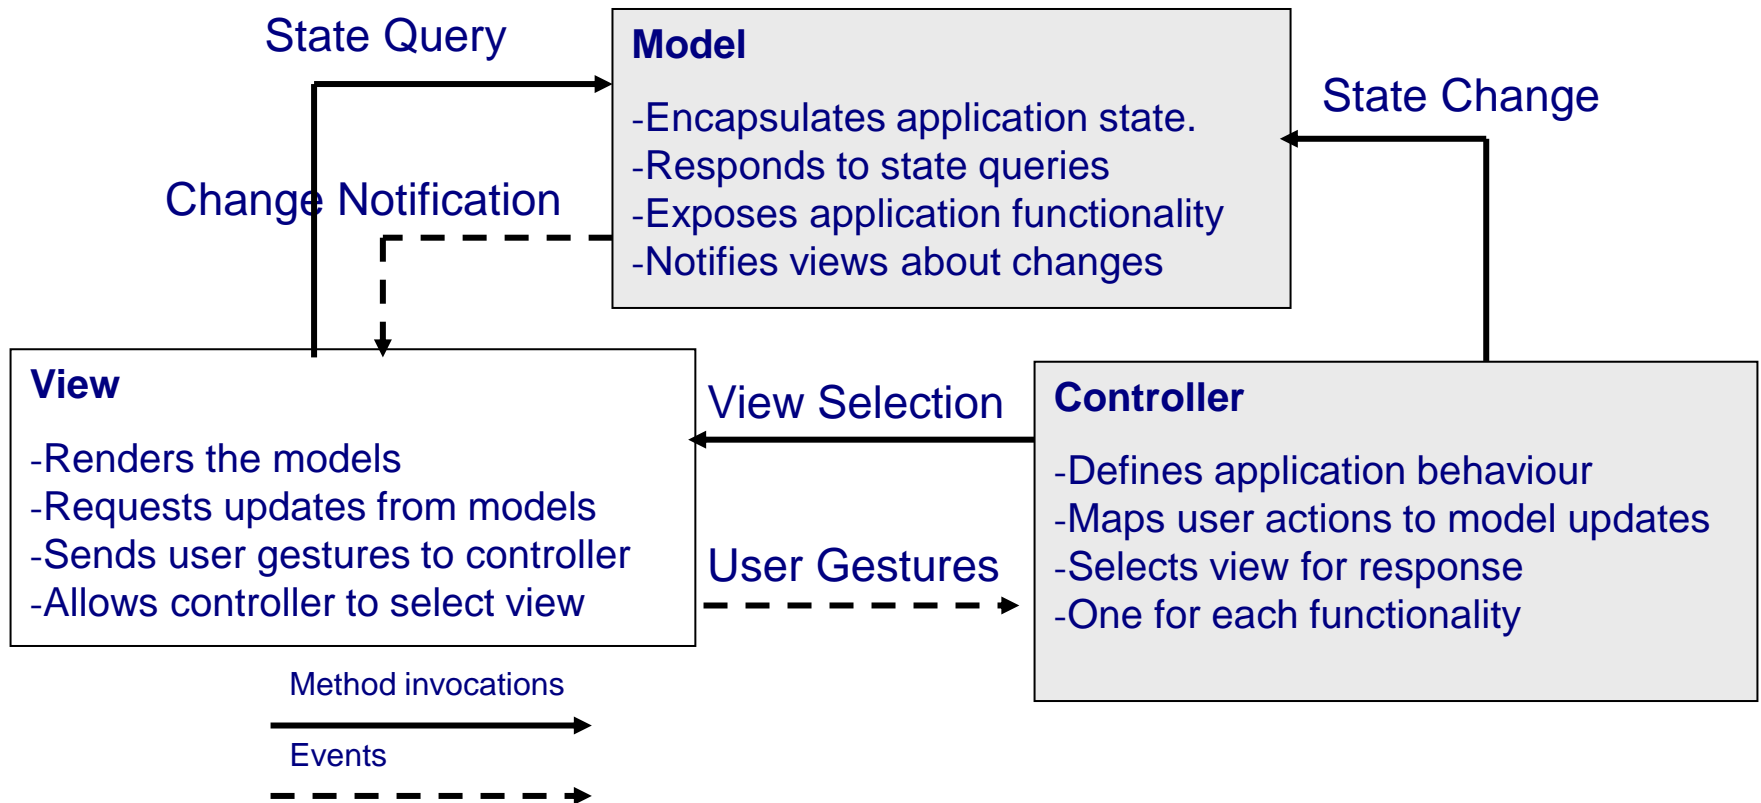 State Query
Model
-Encapsulates application state.
-Responds to state queries
-Exposes application functionality
-Notifies views about changes
State Change
Change Notification
View
-Renders the models
-Requests updates from models
-Sends user gestures to controller
-Allows controller to select view
View Selection
User Gestures
Controller
-Defines application behaviour
-Maps user actions to model updates
-Selects view for response
-One for each functionality
Method invocations
Events